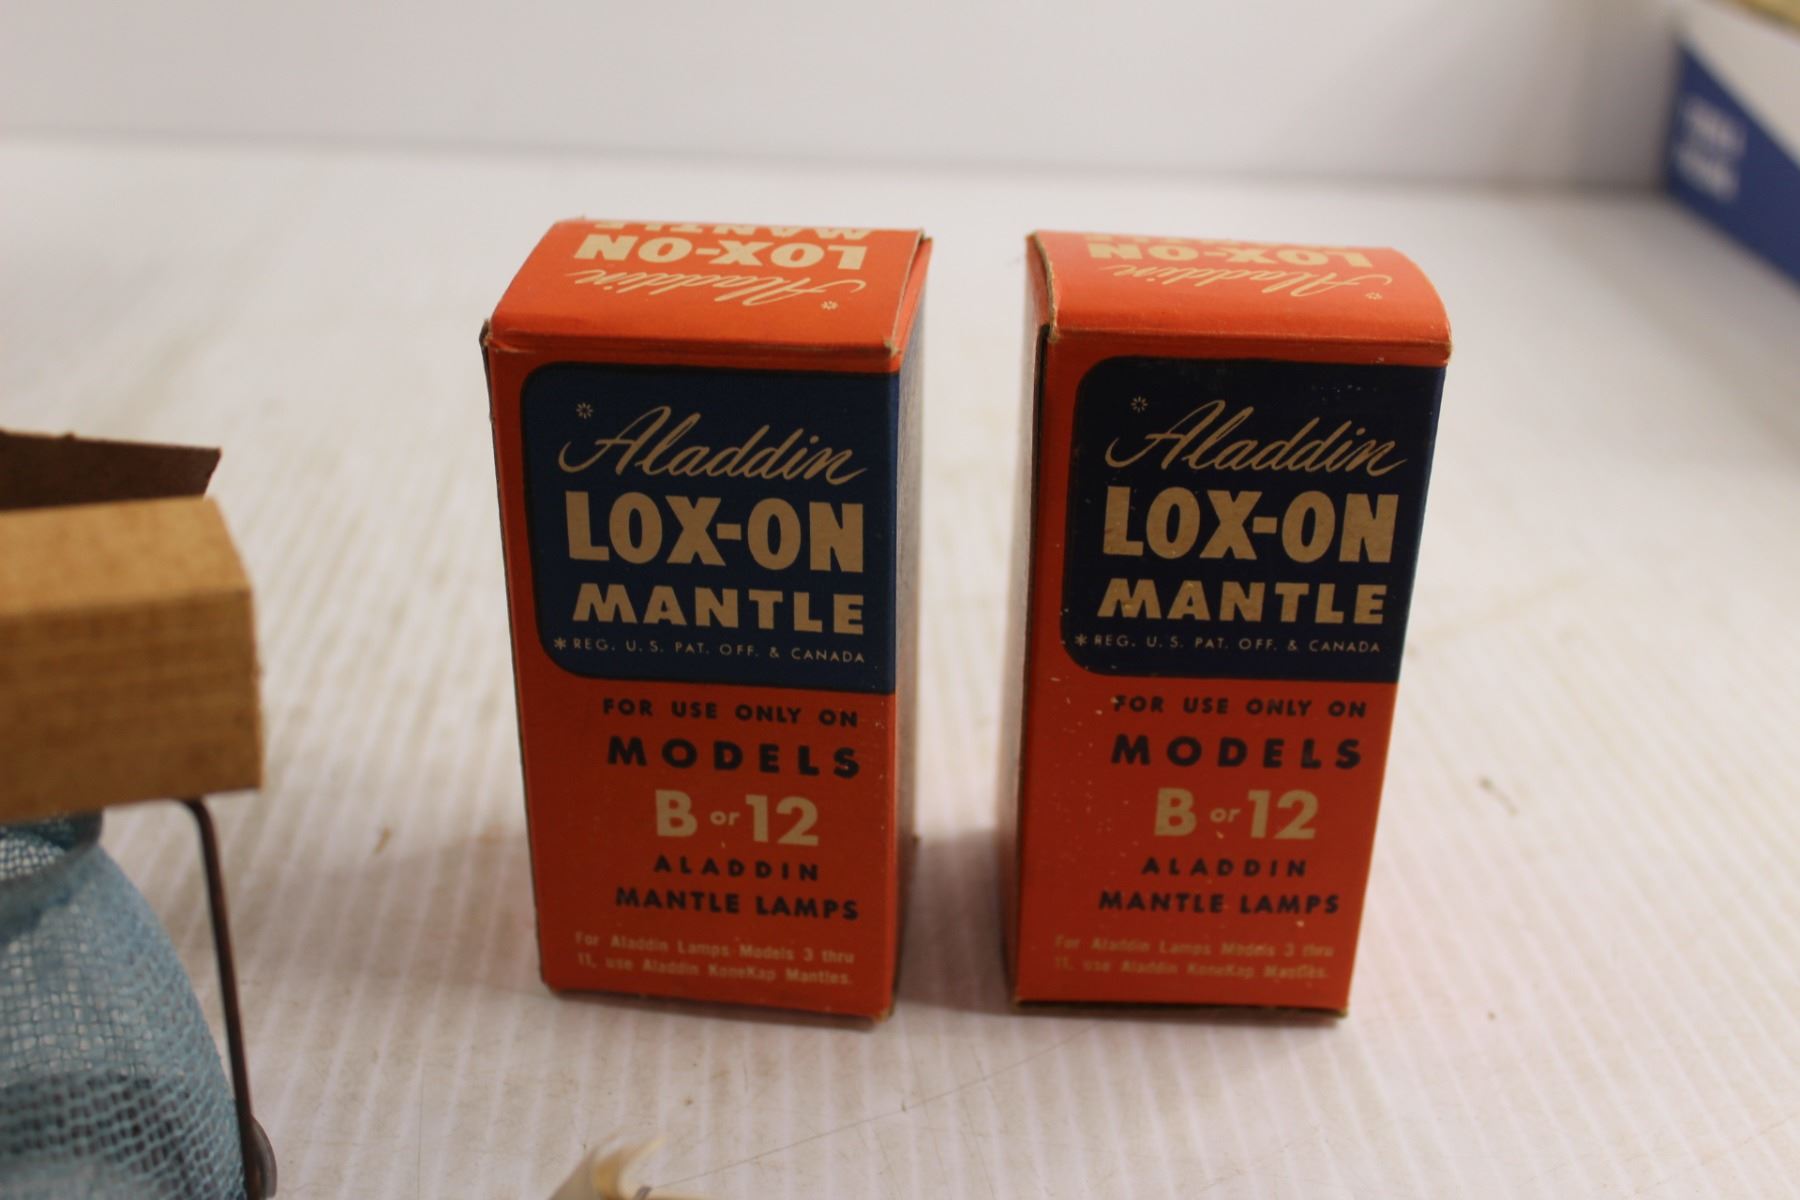 MANTLE
LOX-ON
*Aladdin
*Aladdin
LOX-ON
MANTLE
*REG. U.S. PAT. OFF. & CANADA
FOR USE ONLY ON
MODELS
B or 12
ALADDIN
MANTLE LAMPS
For Aladdin Lamps Models 3 thru
11, use Aladdin KoneKap Mantles.
LOX-ON
*Aladdin
*Aladdin
LOX-ON
MANTLE
*REG. U.S. PAT. OFF. & CANADA
FOR USE ONLY ON
MODELS
B or 12
ALADDIN
MANTLE LAMPS
For Aladdin Lamps Models 3 thru
11, use Aladdin KoneKap Mantles.